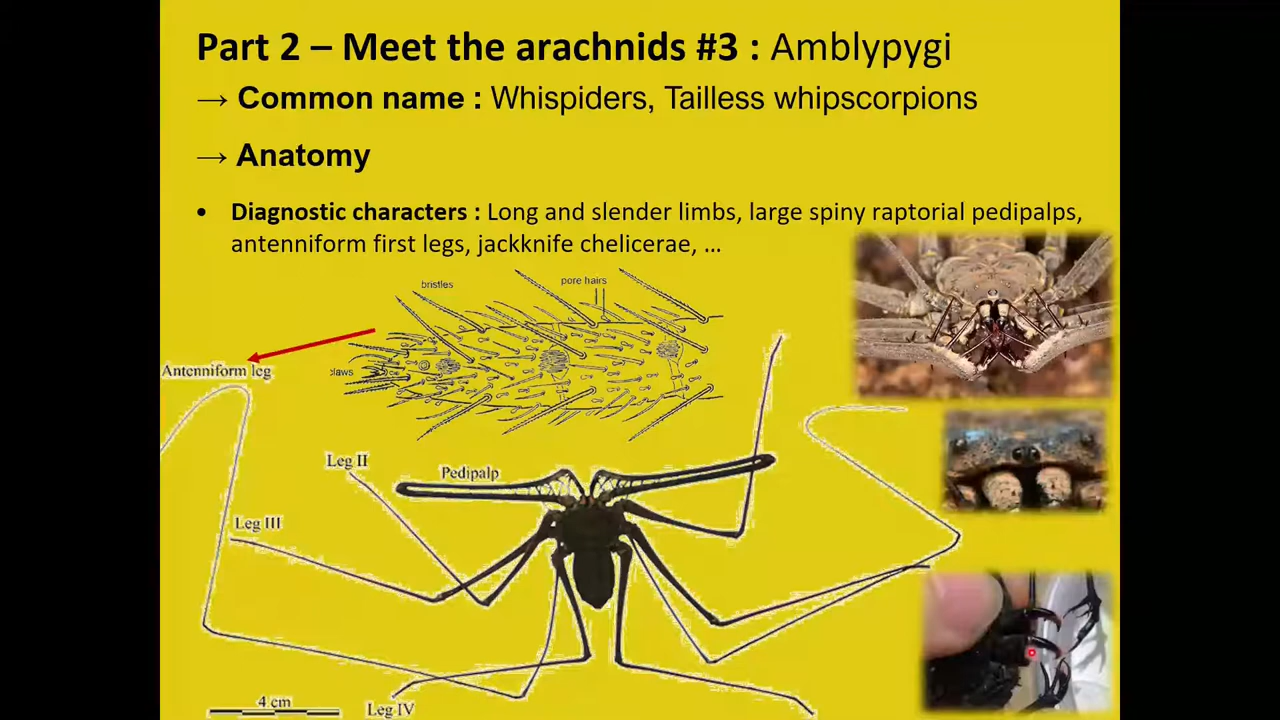 Part 2 – Meet the arachnids #3 : Amblypygi
→ Common name : Whispiders, Tailless whipscorpions
→ Anatomy
• Diagnostic characters : Long and slender limbs, large spiny raptorial pedipalps,
antenniform first legs, jackknife chelicerae, ...
bristles
pore hairs
claws
Antenniform leg
Leg II
Pedipalp
Leg III
4 cm
Leg IV